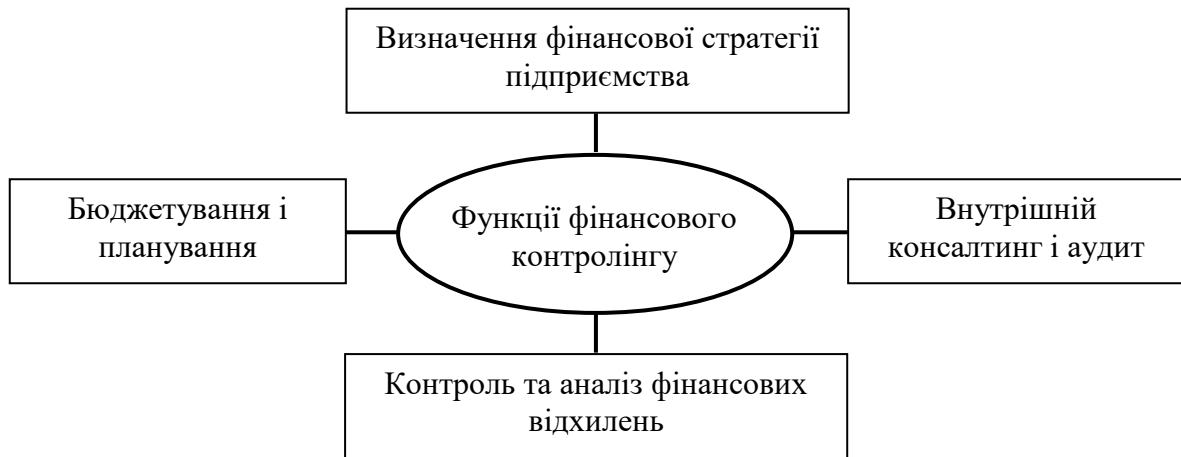 Визначення фінансової стратегії
підприємства
Бюджетування і
планування
Функції фінансового
контролінгу
Внутрішній
консалтинг і аудит
Контроль та аналіз фінансових
відхилень